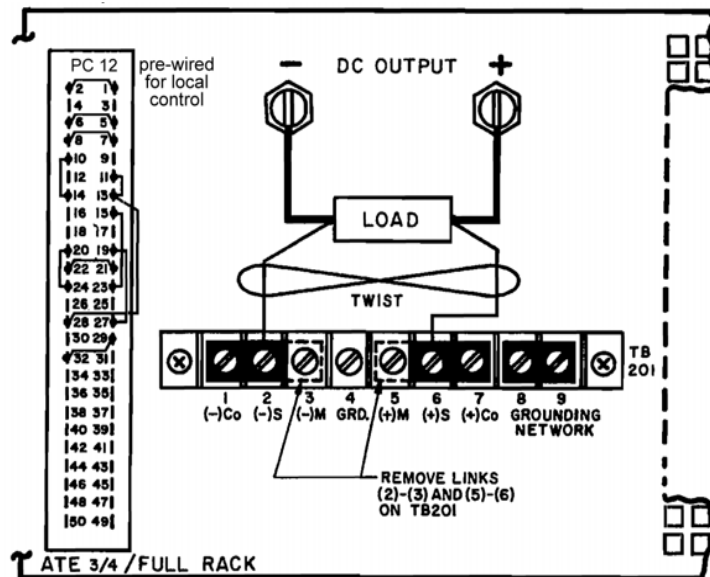 PC 12
pre-wired
for local
control
2 1
4 3
6 5
8 7
10 9
12 11
14 13
16 15
18 17
20 19
22 21
24 23
26 25
28 27
30 29
32 31
34 33
36 35
38 37
40 39
42 41
44 43
46 45
48 47
50 49
- DC OUTPUT +
LOAD
TWIST
TB
201
1 2 3 4 5 6 7 8 9
(-)Co (-)S (-)M GRD. (+)M (+)S (+)Co GROUNDING
NETWORK
REMOVE LINKS
(2)-(3) AND (5)-(6)
ON TB201
ATE 3/4 / FULL RACK